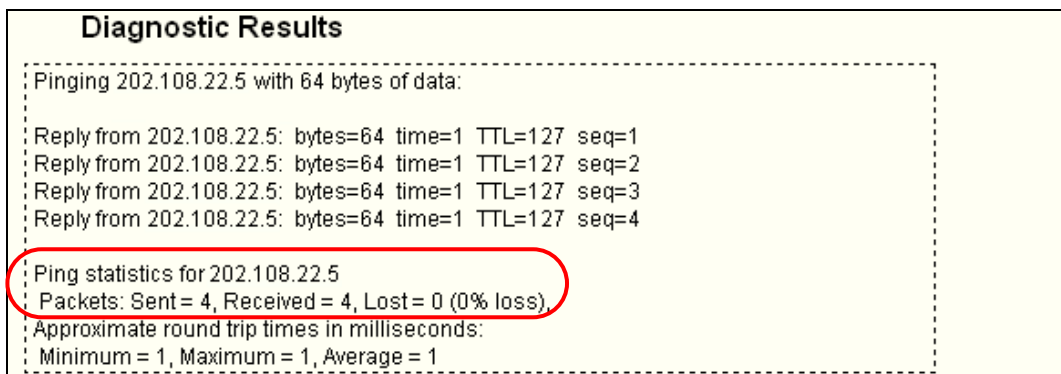 Diagnostic Results
Pinging 202.108.22.5 with 64 bytes of data:
Reply from 202.108.22.5: bytes=64 time=1 TTL=127 seq=1
Reply from 202.108.22.5: bytes=64 time=1 TTL=127 seq=2
Reply from 202.108.22.5: bytes=64 time=1 TTL=127 seq=3
Reply from 202.108.22.5: bytes=64 time=1 TTL=127 seq=4
Ping statistics for 202.108.22.5
Packets: Sent = 4, Received = 4, Lost = 0 (0% loss),
Approximate round trip times in milliseconds:
Minimum = 1, Maximum = 1, Average = 1